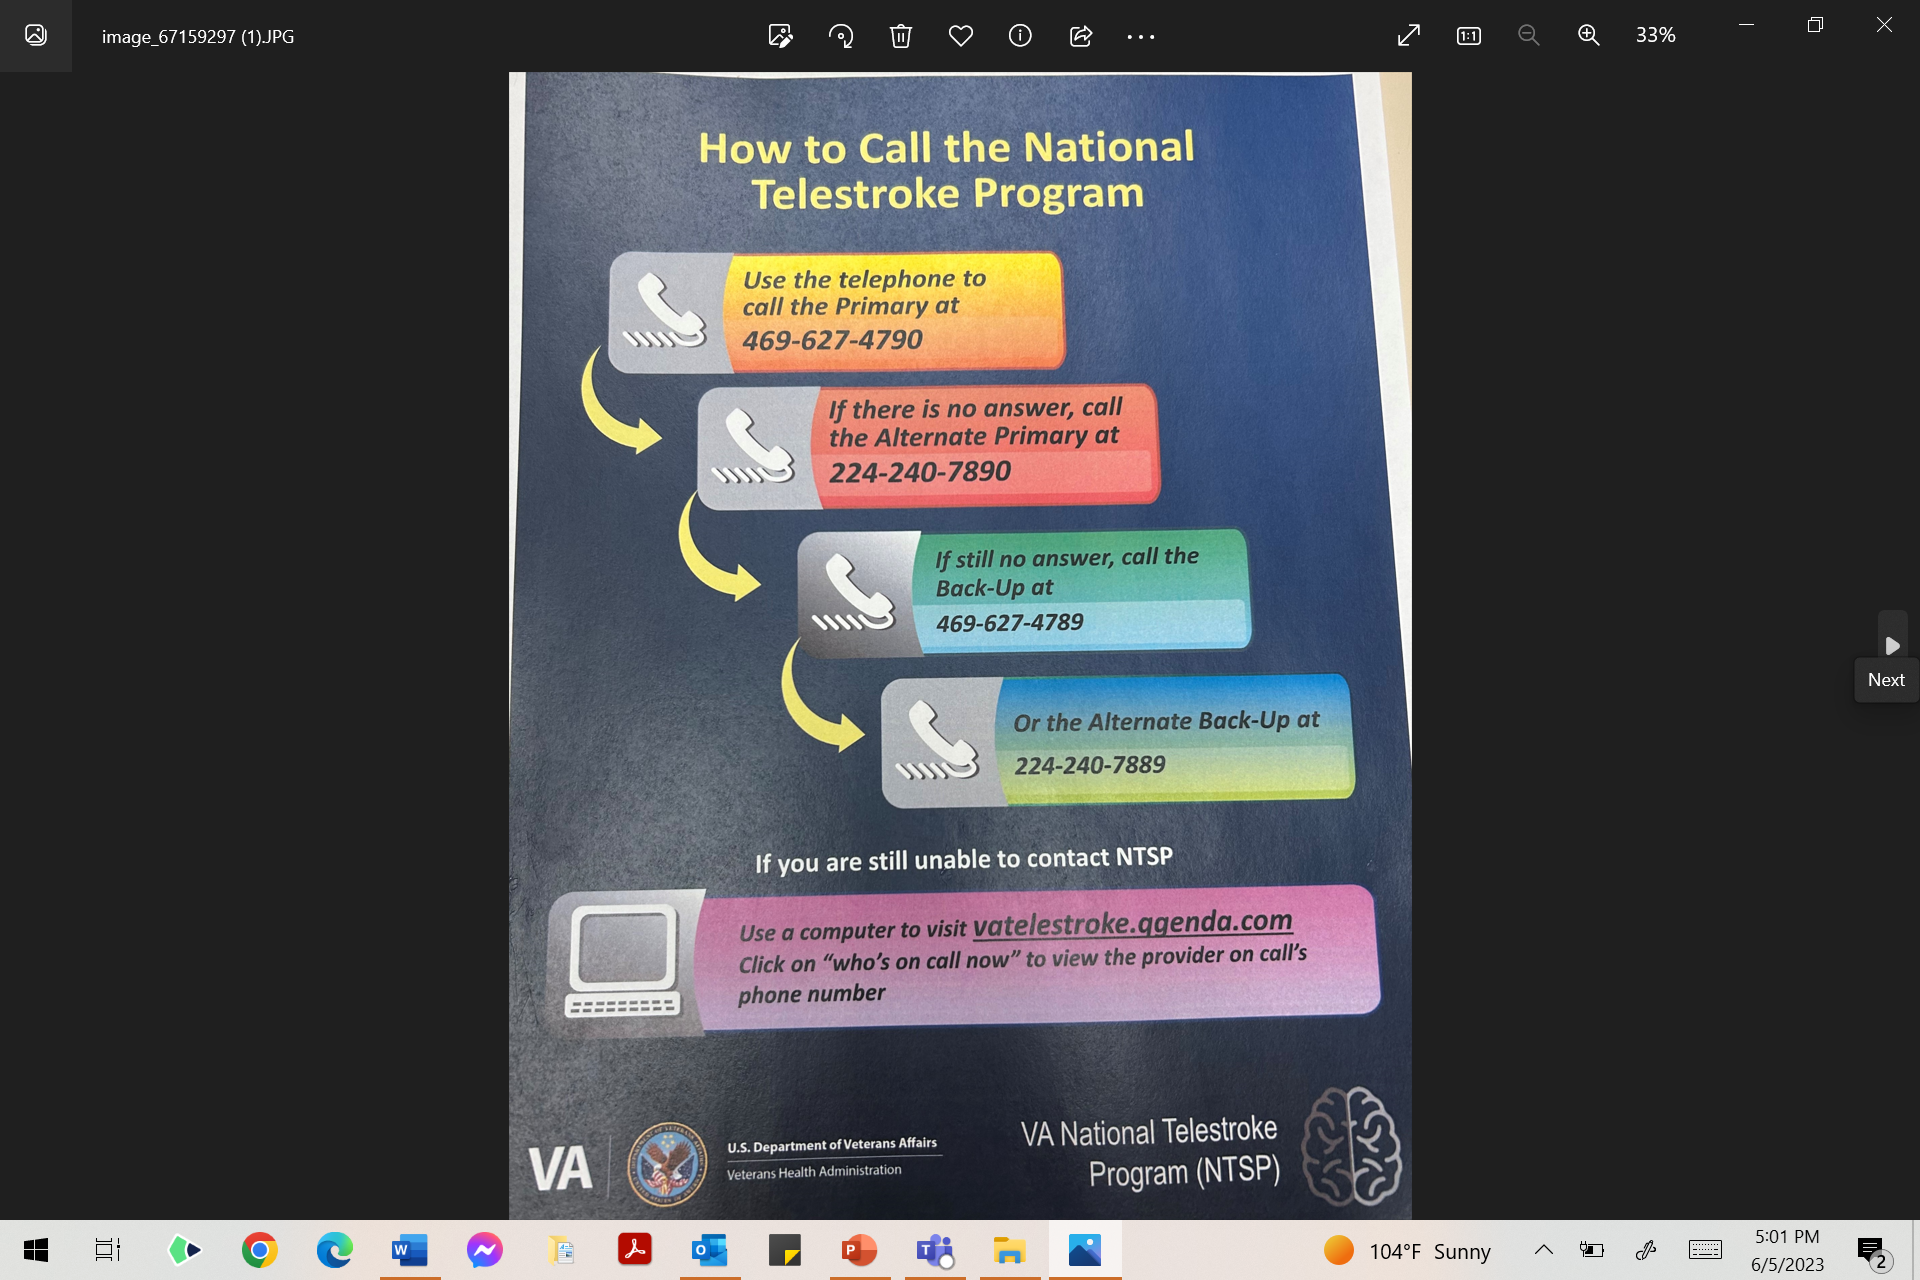 image_67159297 (1).JPG
33%
How to Call the National
Telestroke Program
Use the telephone to
call the Primary at
469-627-4790
If there is no answer, call
the Alternate Primary at
224-240-7890
If still no answer, call the
Back-Up at
469-627-4789
Or the Alternate Back-Up at
224-240-7889
If you are still unable to contact NTSP
Use a computer to visit vatelestroke.qgenda.com
Click on “who’s on call now” to view the provider on call’s
phone number
VA
U.S. Department of Veterans Affairs
Veterans Health Administration
VA National Telestroke
Program (NTSP)
Next
104°F Sunny
5:01 PM
6/5/2023
2